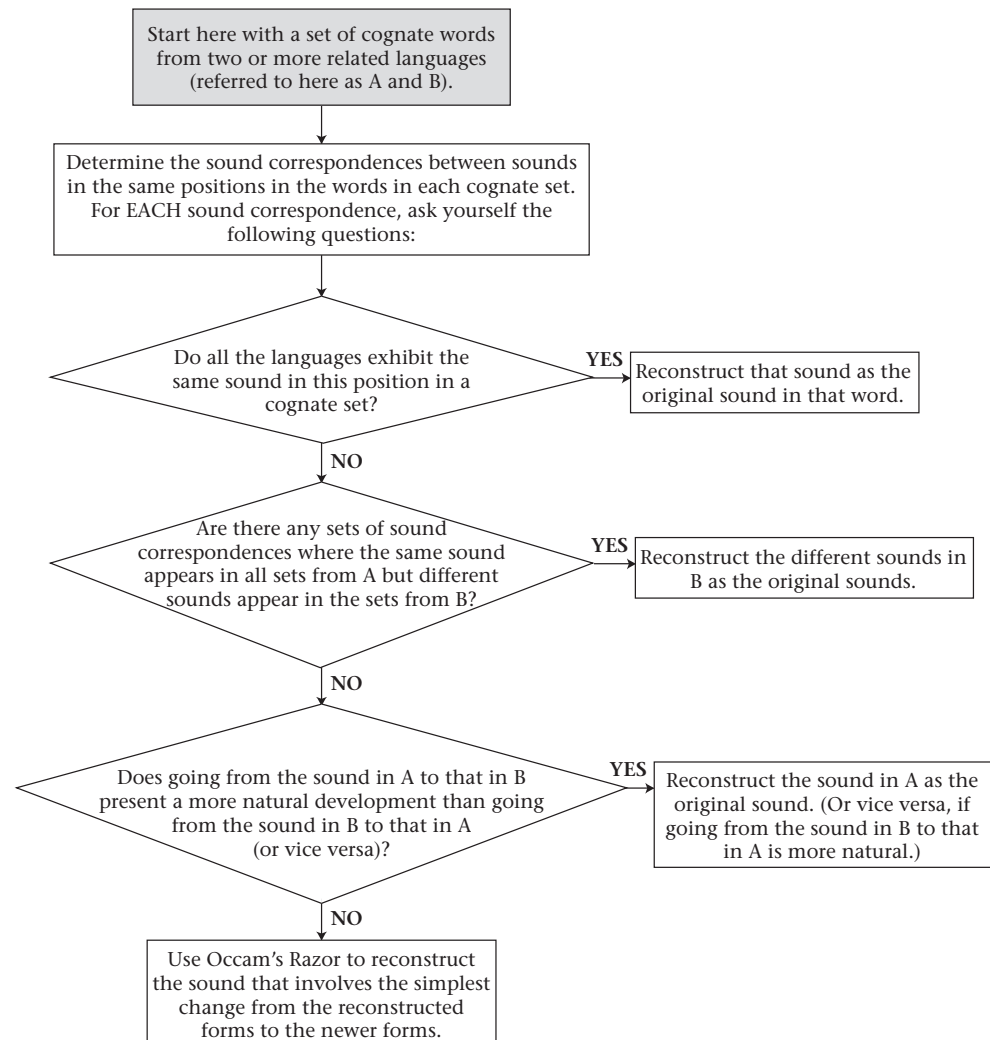 Start here with a set of cognate words
from two or more related languages
(referred to here as A and B).
Determine the sound correspondences between sounds
in the same positions in the words in each cognate set.
For EACH sound correspondence, ask yourself the
following questions:
Do all the languages exhibit the
same sound in this position in a
cognate set?
YES
Reconstruct that sound as the
original sound in that word.
NO
Are there any sets of sound
correspondences where the same sound
appears in all sets from A but different
sounds appear in the sets from B?
YES
Reconstruct the different sounds in
B as the original sounds.
NO
Does going from the sound in A to that in B
present a more natural development than going
from the sound in B to that in A
(or vice versa)?
YES
Reconstruct the sound in A as the
original sound. (Or vice versa, if
going from the sound in B to that
in A is more natural.)
NO
Use Occam's Razor to reconstruct
the sound that involves the simplest
change from the reconstructed
forms to the newer forms.